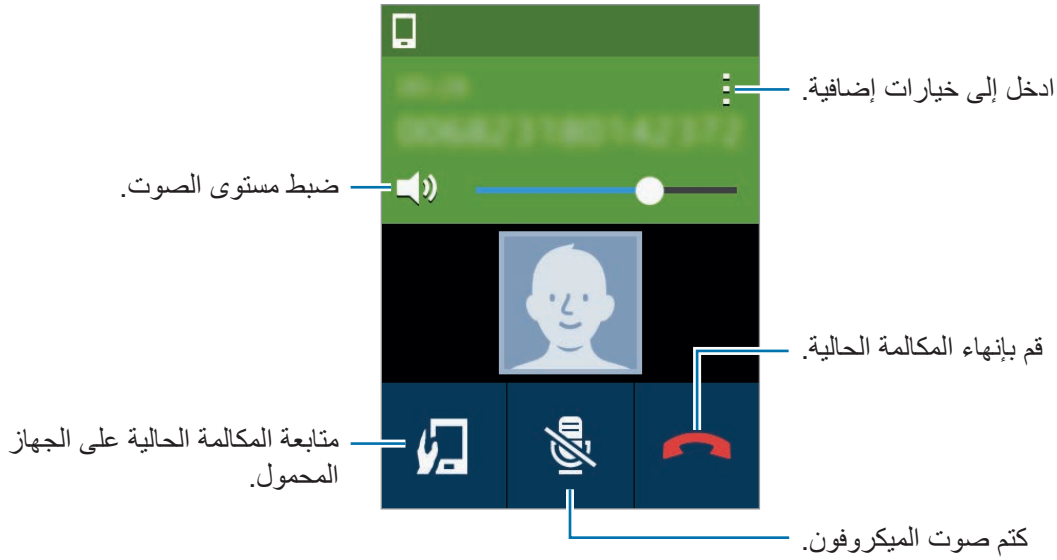 ادخل إلى خيارات إضافية.
ضبط مستوى الصوت.
قم بإنهاء المكالمة الحالية.
متابعة المكالمة الحالية على الجهاز
المحمول.
كتم صوت الميكروفون.